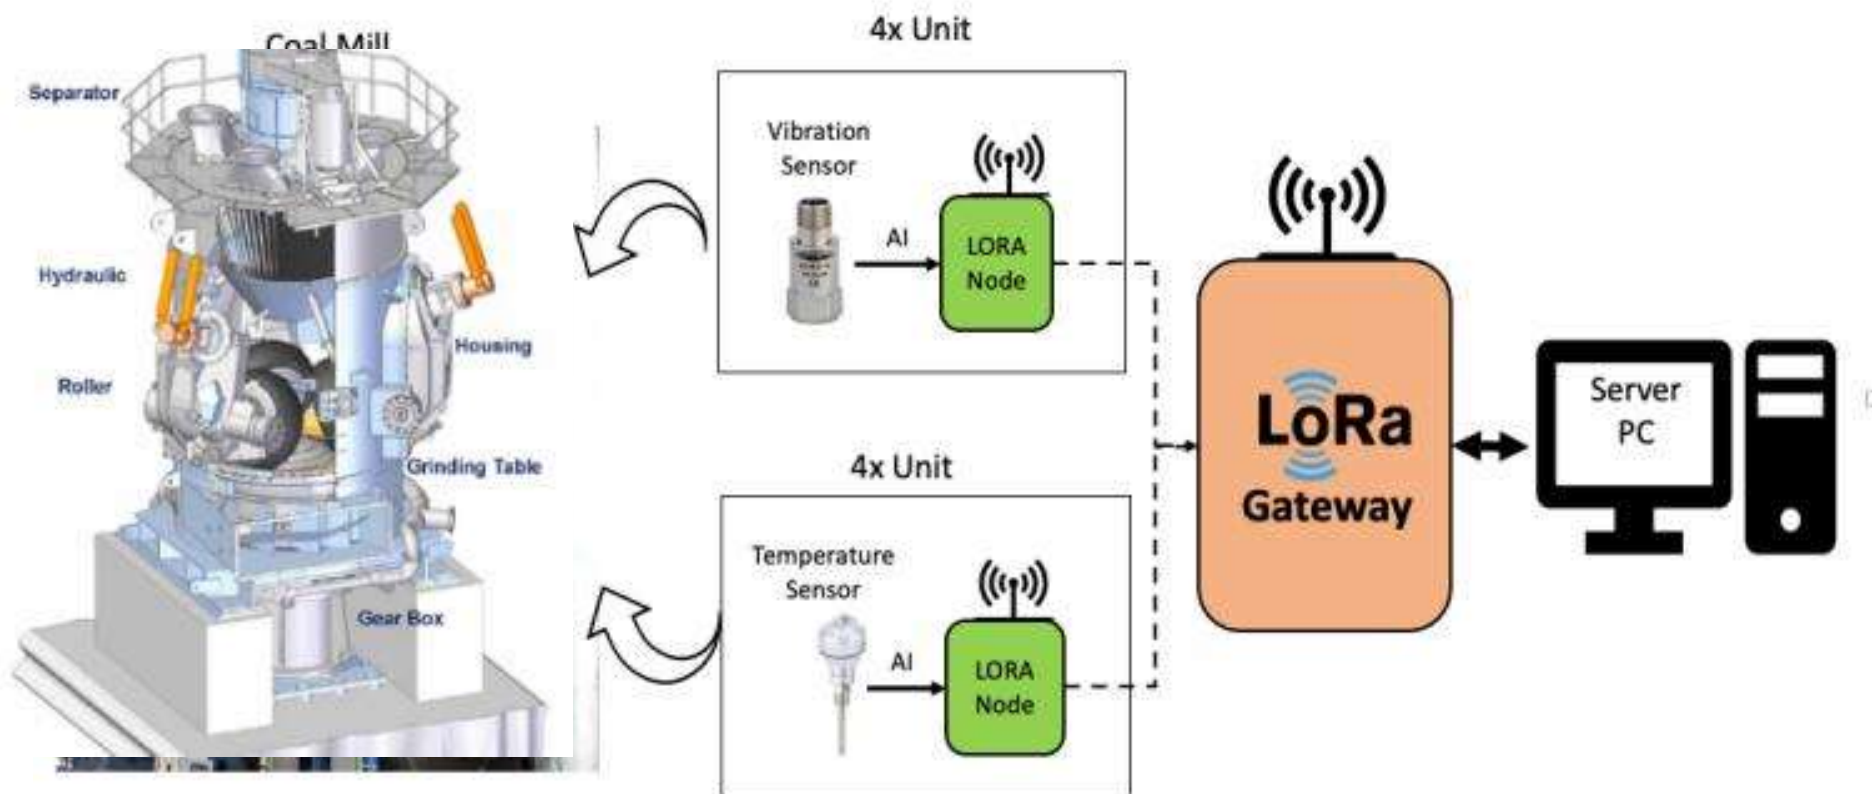 Coal Mill
Separator
Hydraulic
Roller
Housing
Grinding Table
Gear Box
4x Unit
Vibration
Sensor
AI
LORA
Node
4x Unit
Temperature
Sensor
AI
LORA
Node
LoRa
Gateway
Server
PC